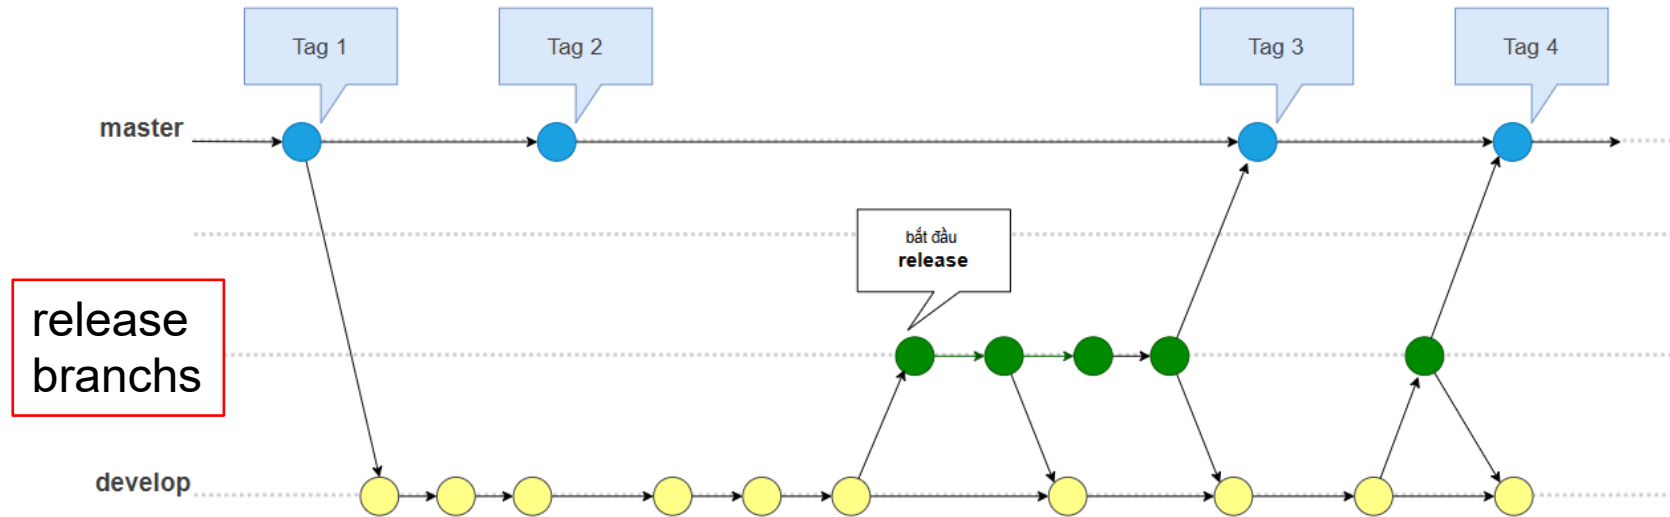 Tag 1
Tag 2
Tag 3
Tag 4
master
bắt đầu
release
release
branchs
develop